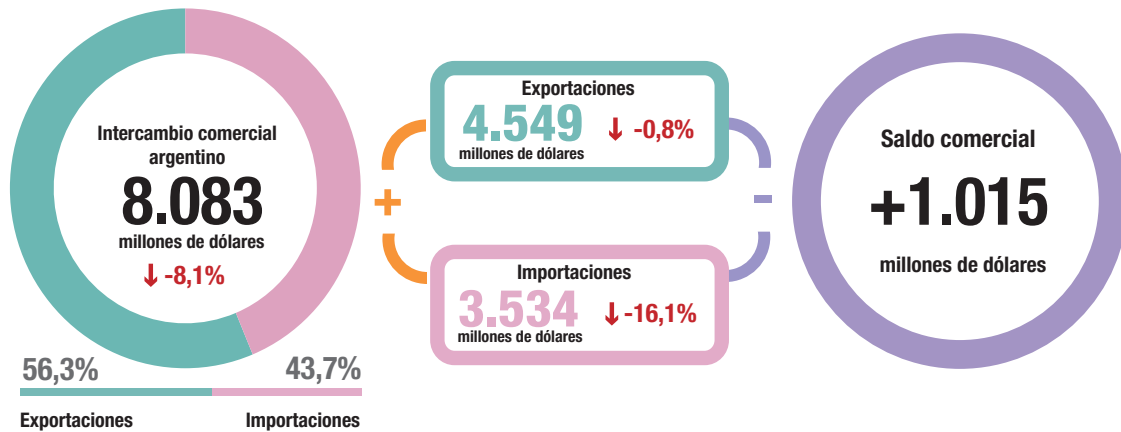 Intercambio comercial
argentino
8.083
millones de dólares
↓ -8,1%
56,3%
43,7%
Exportaciones
Importaciones
+
Exportaciones
4.549
↓ -0,8%
millones de dólares
Importaciones
3.534
↓ -16,1%
millones de dólares
-
Saldo comercial
+1.015
millones de dólares